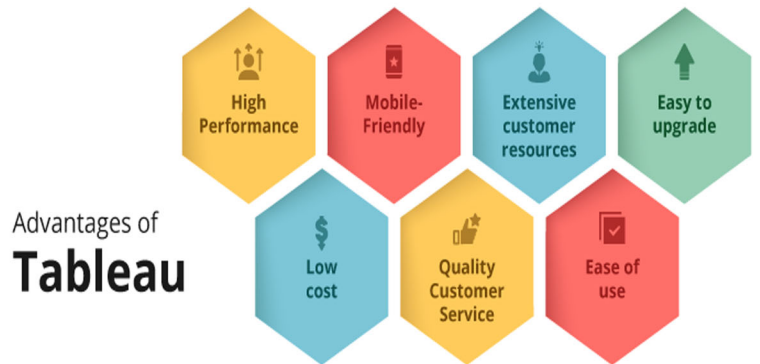 High
Performance
Mobile-
Friendly
Extensive
customer
resources
Easy to
upgrade
Advantages of
Tableau
Low
cost
Quality
Customer
Service
Ease of
use